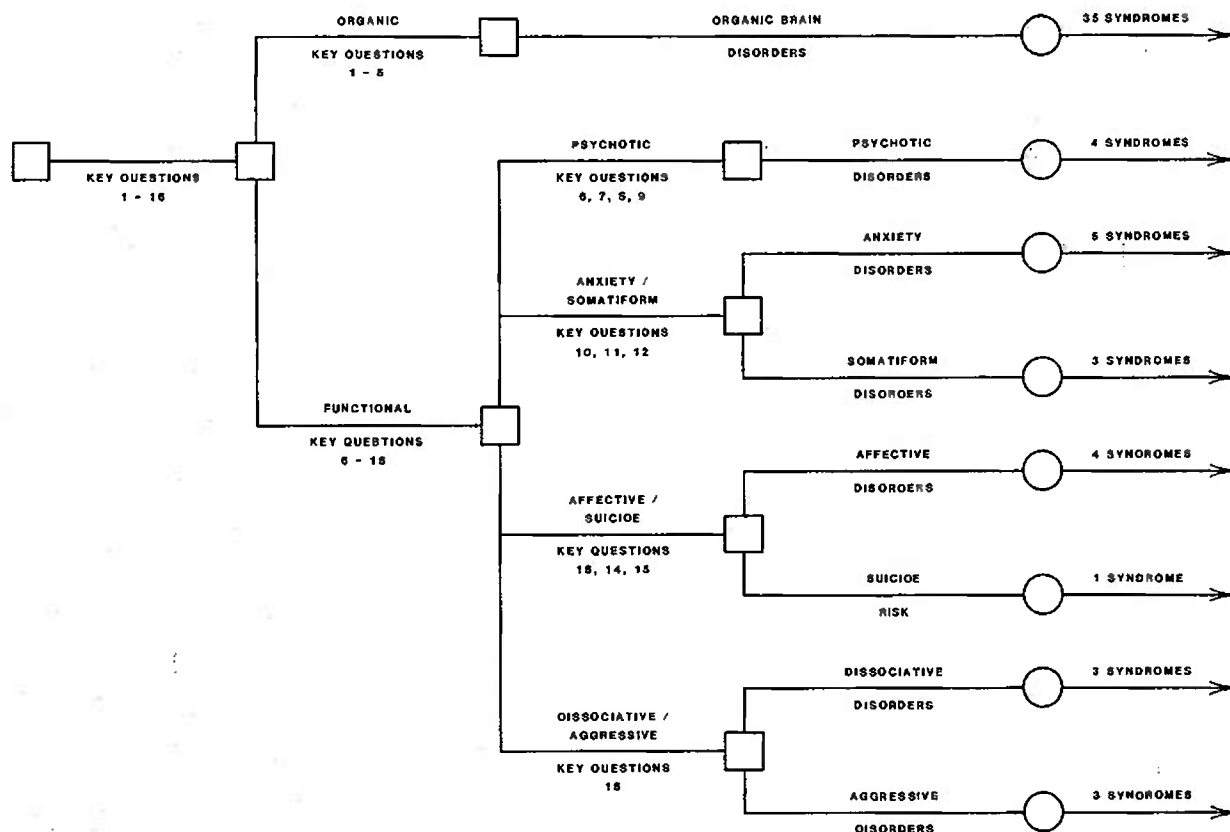 ORGANIC
KEY QUESTIONS
1 - 5
ORGANIC BRAIN
DISORDERS
35 SYNDROMES
KEY QUESTIONS
1 - 16
PSYCHOTIC
KEY QUESTIONS
6, 7, 8, 9
PSYCHOTIC
DISORDERS
4 SYNDROMES
ANXIETY
DISORDERS
5 SYNDROMES
ANXIETY /
SOMATIFORM
KEY QUESTIONS
10, 11, 12
SOMATIFORM
DISORDERS
3 SYNDROMES
FUNCTIONAL
KEY QUESTIONS
6 - 16
AFFECTIVE
DISORDERS
4 SYNDROMES
AFFECTIVE /
SUICIDE
KEY QUESTIONS
13, 14, 15
SUICIDE
RISK
1 SYNDROME
DISSOCIATIVE
DISORDERS
3 SYNDROMES
DISSOCIATIVE /
AGGRESSIVE
KEY QUESTIONS
16
AGGRESSIVE
DISORDERS
3 SYNDROMES